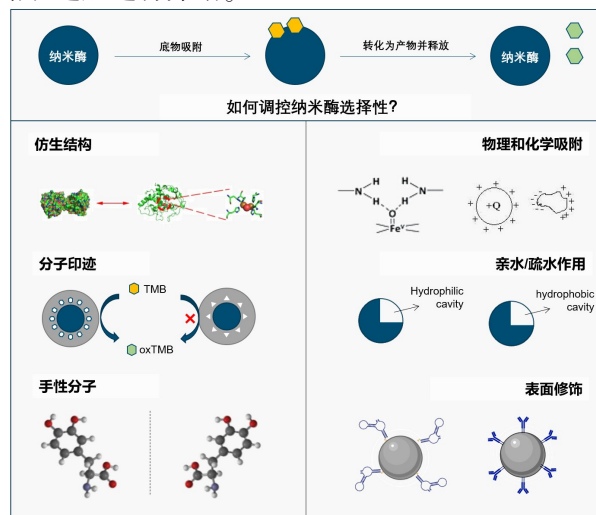 纳米酶
底物吸附
转化为产物并释放
纳米酶
如何调控纳米酶选择性?
仿生结构
物理和化学吸附
H
H
N
N
H
H
O
Fe
V
+Q
分子印迹
TMB
oxTMB
亲水/疏水作用
Hydrophilic
cavity
hydrophobic
cavity
手性分子
表面修饰